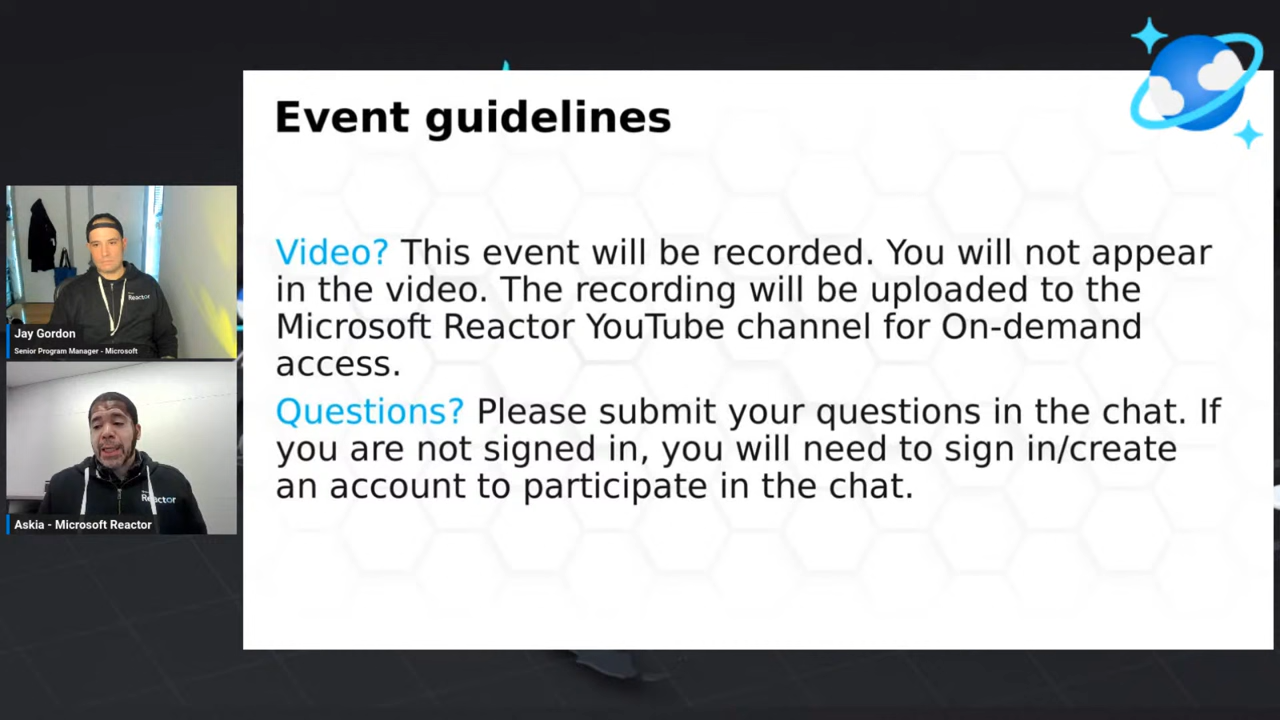 Event guidelines
Video? This event will be recorded. You will not appear
in the video. The recording will be uploaded to the
Microsoft Reactor YouTube channel for On-demand
access.
Questions? Please submit your questions in the chat. If
you are not signed in, you will need to sign in/create
an account to participate in the chat.
Reactor
Jay Gordon
Senior Program Manager - Microsoft
Reactor
Askia - Microsoft Reactor